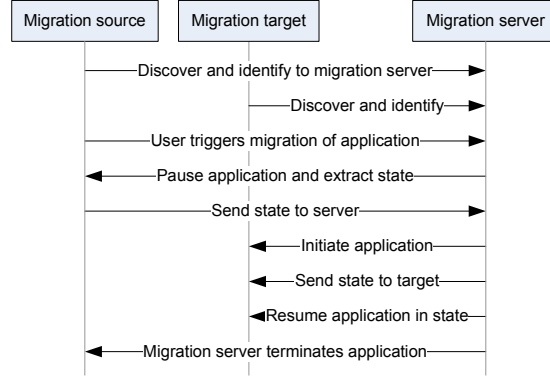 Migration source
Migration target
Migration server
Discover and identify to migration server
Discover and identify
User triggers migration of application
Pause application and extract state
Send state to server
Initiate application
Send state to target
Resume application in state
Migration server terminates application